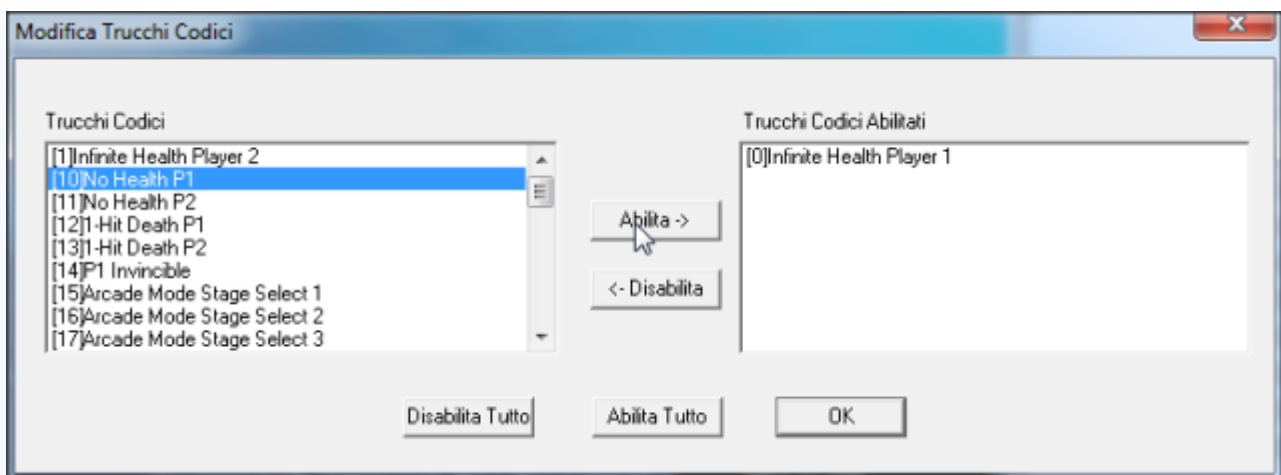 Modifica Trucchi Codici
Trucchi Codici
[1]Infinite Health Player 2
[10]No Health P1
[11]No Health P2
[12]1-Hit Death P1
[13]1-Hit Death P2
[14]P1 Invincible
[15]Arcade Mode Stage Select 1
[16]Arcade Mode Stage Select 2
[17]Arcade Mode Stage Select 3
Abilita ->
<- Disabilita
Trucchi Codici Abilitati
[0]Infinite Health Player 1
Disabilita Tutto
Abilita Tutto
OK